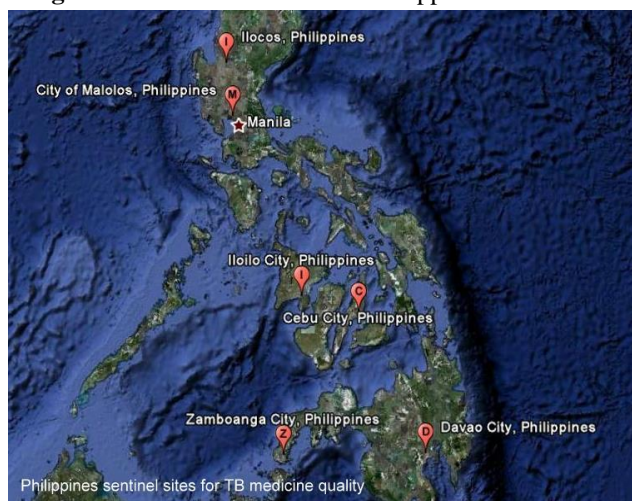 I
Ilocos, Philippines
City of Malolos, Philippines
M
Manila
Iloilo City, Philippines
I
C
Cebu City, Philippines
Zamboanga City, Philippines
Z
D
Davao City, Philippines
Philippines sentinel sites for TB medicine quality